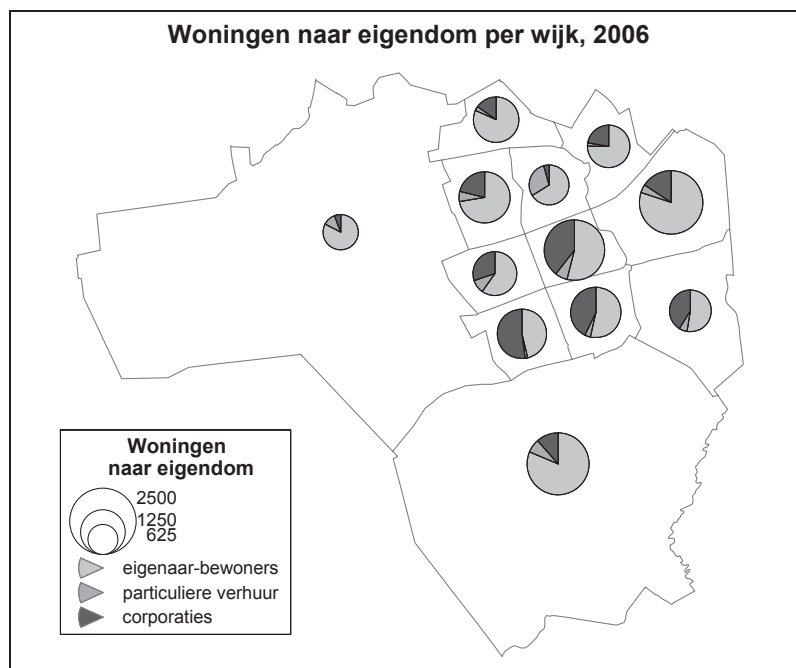 Woningen naar eigendom per wijk, 2006
Woningen
naar eigendom
2500
1250
625
eigenaar-bewoners
particuliere verhuur
corporaties